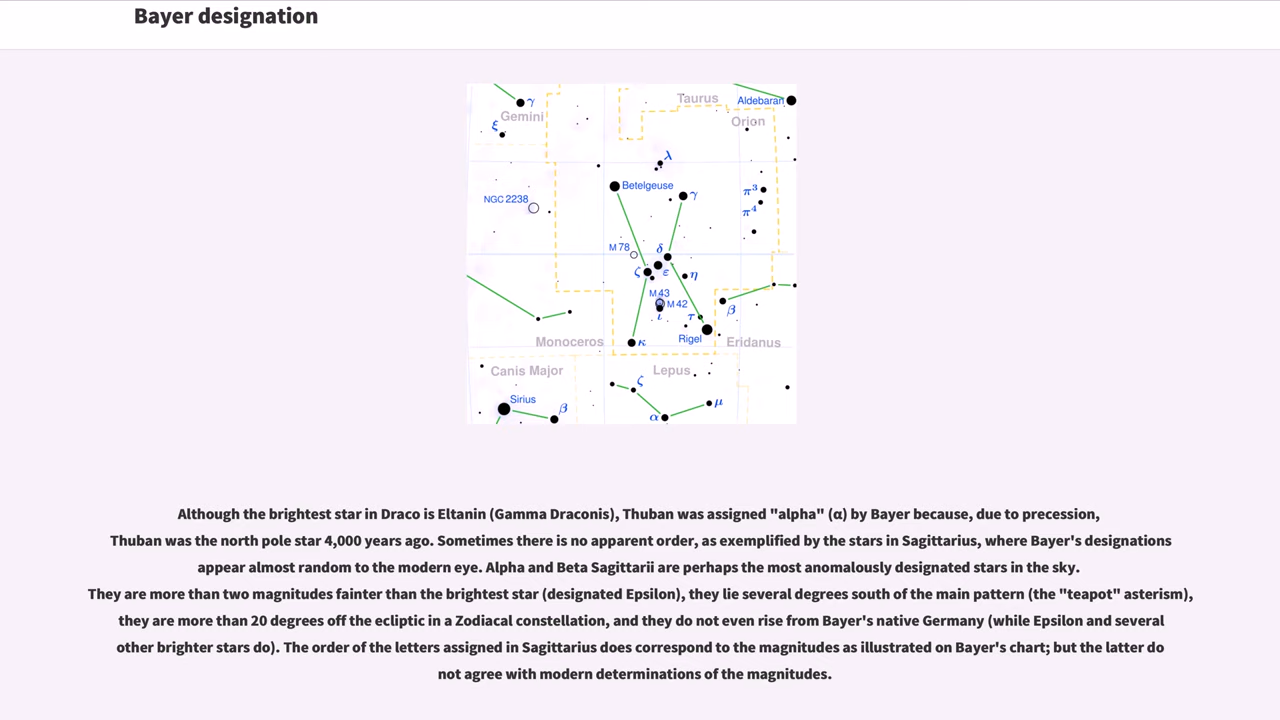 Bayer designation
γ
Taurus
Aldebaran
Gemini
Orion
ξ
λ
Betelgeuse
γ
π³
NGC 2238
π⁴
M 78
δ
ζ
ε
η
M 43
M 42
ι
τ
β
Rigel
κ
Monoceros
Eridanus
Canis Major
Lepus
ζ
Sirius
β
α
μ
Although the brightest star in Draco is Eltanin (Gamma Draconis), Thuban was assigned "alpha" (α) by Bayer because, due to precession,
Thuban was the north pole star 4,000 years ago. Sometimes there is no apparent order, as exemplified by the stars in Sagittarius, where Bayer's designations
appear almost random to the modern eye. Alpha and Beta Sagittarii are perhaps the most anomalously designated stars in the sky.
They are more than two magnitudes fainter than the brightest star (designated Epsilon), they lie several degrees south of the main pattern (the "teapot" asterism),
they are more than 20 degrees off the ecliptic in a Zodiacal constellation, and they do not even rise from Bayer's native Germany (while Epsilon and several
other brighter stars do). The order of the letters assigned in Sagittarius does correspond to the magnitudes as illustrated on Bayer's chart; but the latter do
not agree with modern determinations of the magnitudes.